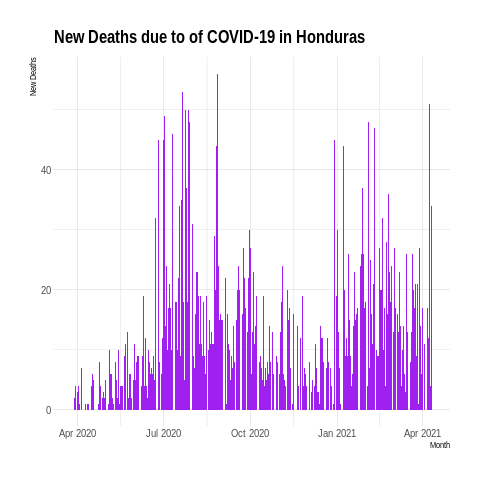 New Deaths due to of COVID-19 in Honduras
New Deaths
40
20
0
Apr 2020 Jul 2020 Oct 2020 Jan 2021 Apr 2021
Month